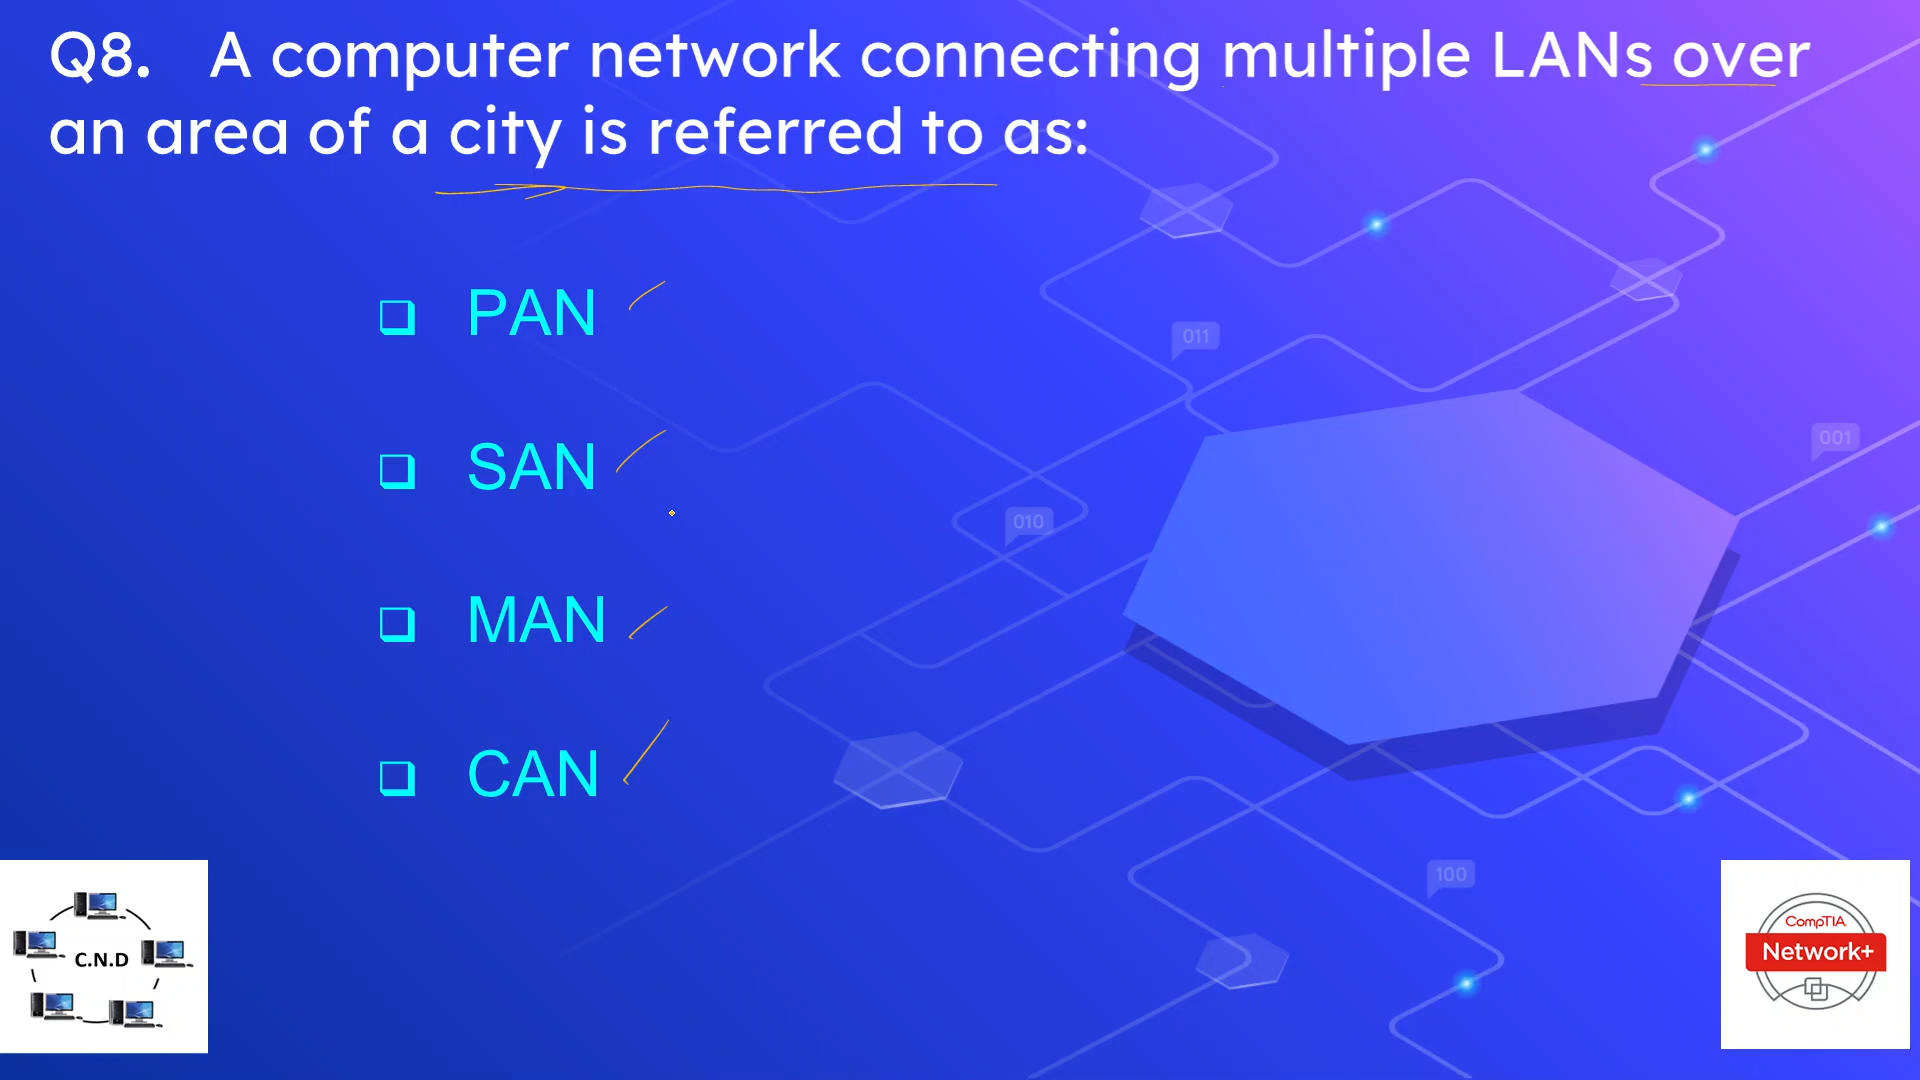 Q8. A computer network connecting multiple LANs over
an area of a city is referred to as:
PAN
SAN
MAN
CAN
011
001
010
100
C.N.D
CompTIA
Network+